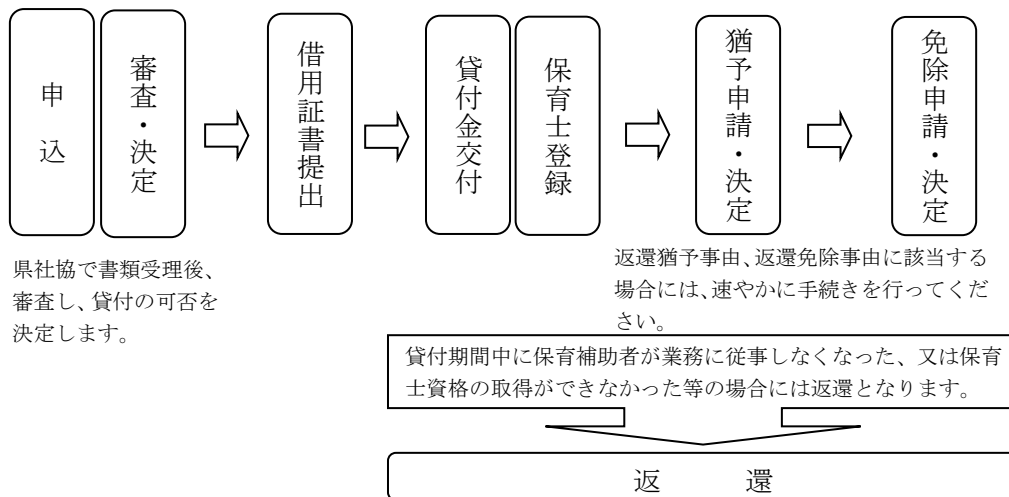 申込
審査・決定
借用証書提出
貸付金交付
保育士登録
猶予申請・決定
免除申請・決定
県社協で書類受理後、
審査し、貸付の可否を
決定します。
返還猶予事由、返還免除事由に該当する
場合には、速やかに手続きを行ってくだ
さい。
貸付期間中に保育補助者が業務に従事しなくなった、又は保育
士資格の取得ができなかった等の場合には返還となります。
返　　還